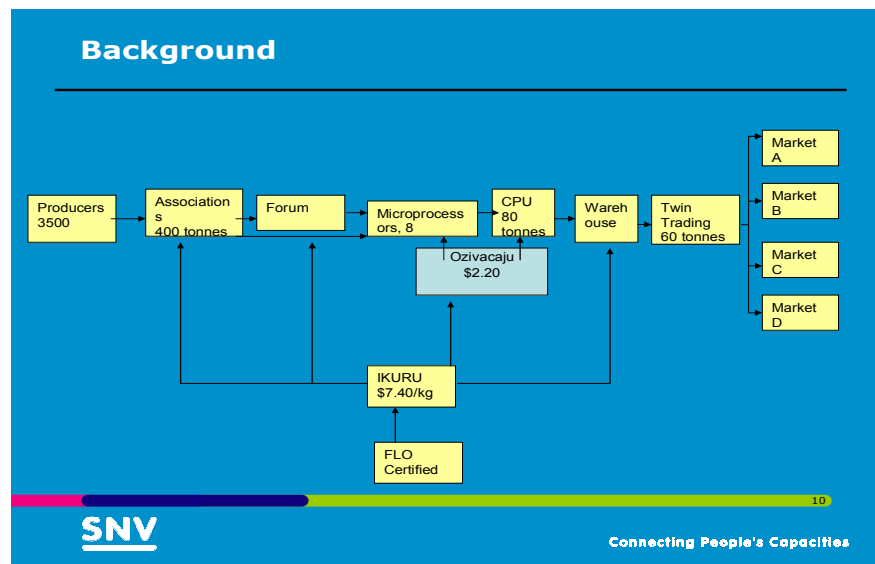 Background
Producers
3500
Association
s
400 tonnes
Forum
Microprocess
ors, 8
CPU
80
tonnes
Wareh
ouse
Twin
Trading
60 tonnes
Market
A
Market
B
Market
C
Market
D
Ozivacaju
$2.20
IKURU
$7.40/kg
FLO
Certified
10
SNV
Connecting People's Capacities